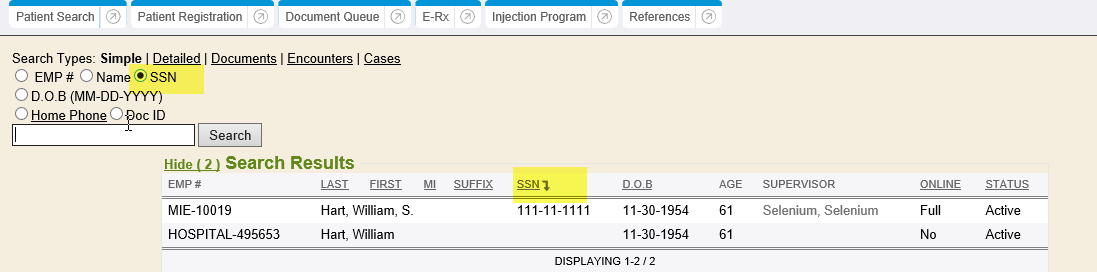 Patient Search Patient Registration Document Queue E-Rx Injection Program References
Search Types: Simple | Detailed | Documents | Encounters | Cases
EMP # Name SSN
D.O.B (MM-DD-YYYY)
Home Phone Doc ID
Search
Hide ( 2 ) Search Results
EMP # LAST FIRST MI SUFFIX SSN D.O.B AGE SUPERVISOR ONLINE STATUS
MIE-10019 Hart, William, S. 111-11-1111 11-30-1954 61 Selenium, Selenium Full Active
HOSPITAL-495653 Hart, William 11-30-1954 61 No Active
DISPLAYING 1-2 / 2